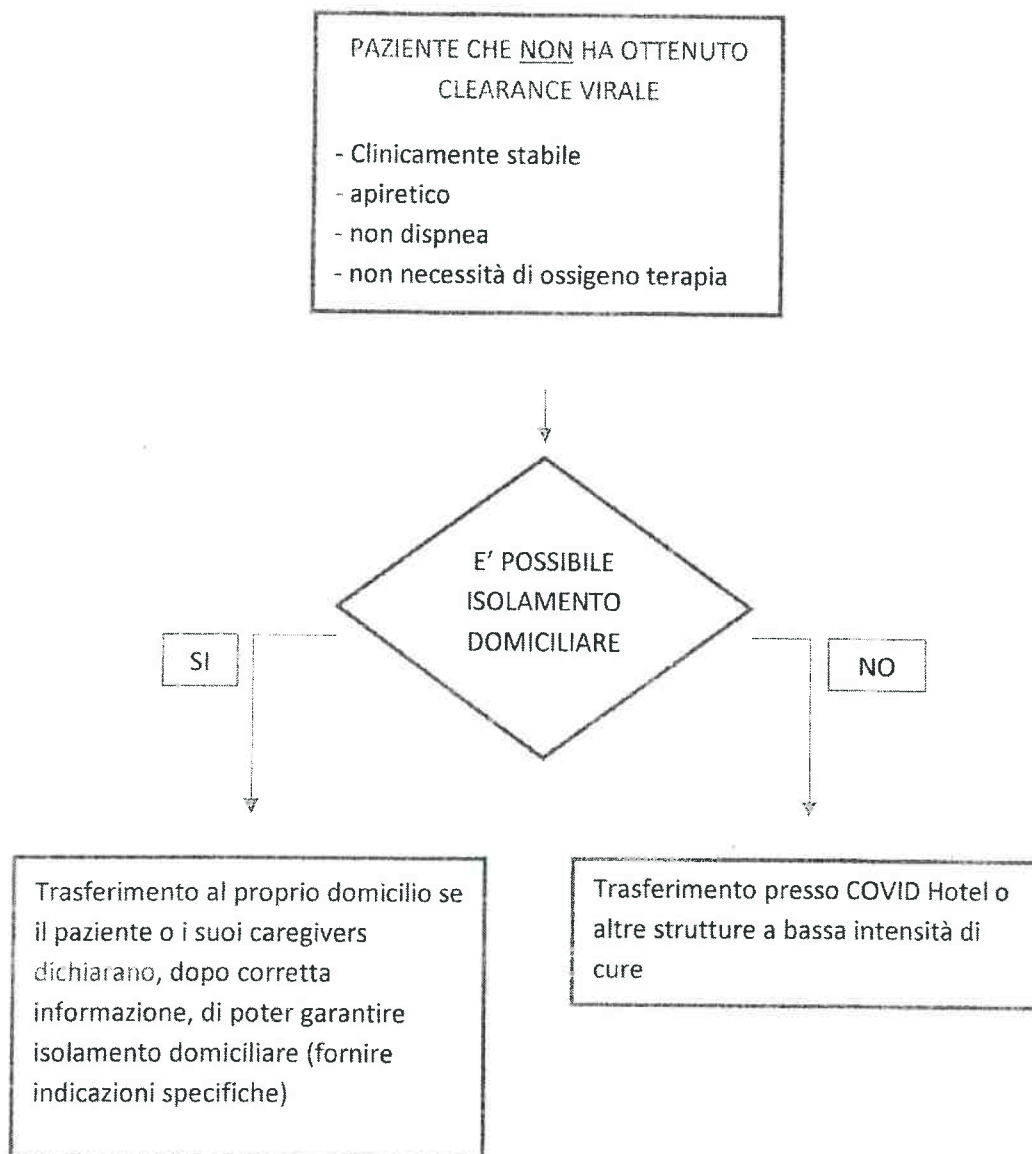 PAZIENTE CHE NON HA OTTENUTO
CLEARANCE VIRALE
- Clinicamente stabile
- apiretico
- non dispnea
- non necessità di ossigeno terapia
E' POSSIBILE
ISOLAMENTO
DOMICILIARE
SI
NO
Trasferimento al proprio domicilio se
il paziente o i suoi caregivers
dichiarano, dopo corretta
informazione, di poter garantire
isolamento domiciliare (fornire
indicazioni specifiche)
Trasferimento presso COVID Hotel o
altre strutture a bassa intensità di
cure